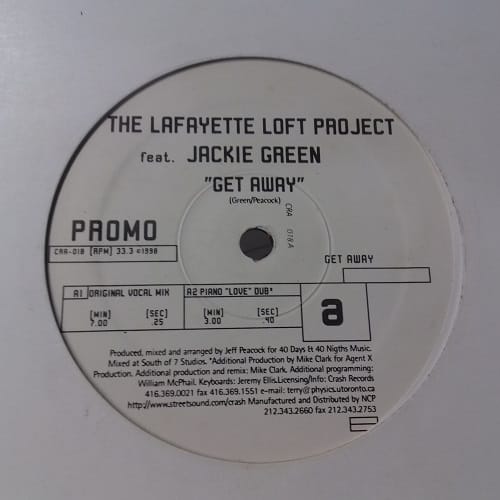 THE LAFAYETTE LOFT PROJECT
feat. JACKIE GREEN
"GET AWAY"
(Green/Peacock)
CRA 018 A
PROMO
CRA-018 [RPM] 33.3 ©1998
GET AWAY
A1 ORIGINAL VOCAL MIX
[MIN] [SEC]
7.00 .25
A2 PIANO "LOVE" DUB*
[MIN] [SEC]
3.00 .40
a
Produced, mixed and arranged by Jeff Peacock for 40 Days & 40 Nigths Music.
Mixed at South of 7 Studios. *Additional Production by Mike Clark for Agent X
Production. Additional production and remix: Mike Clark. Additional programming:
William McPhail. Keyboards: Jeremy Ellis.Licensing/Info: Crash Records
416.369.0021 fax 416.369.1551 e-mail: terry@physics.utoronto.ca
http://www.streetsound.com/crash Manufactured and Distributed by NCP
212.343.2660 fax 212.343.2753